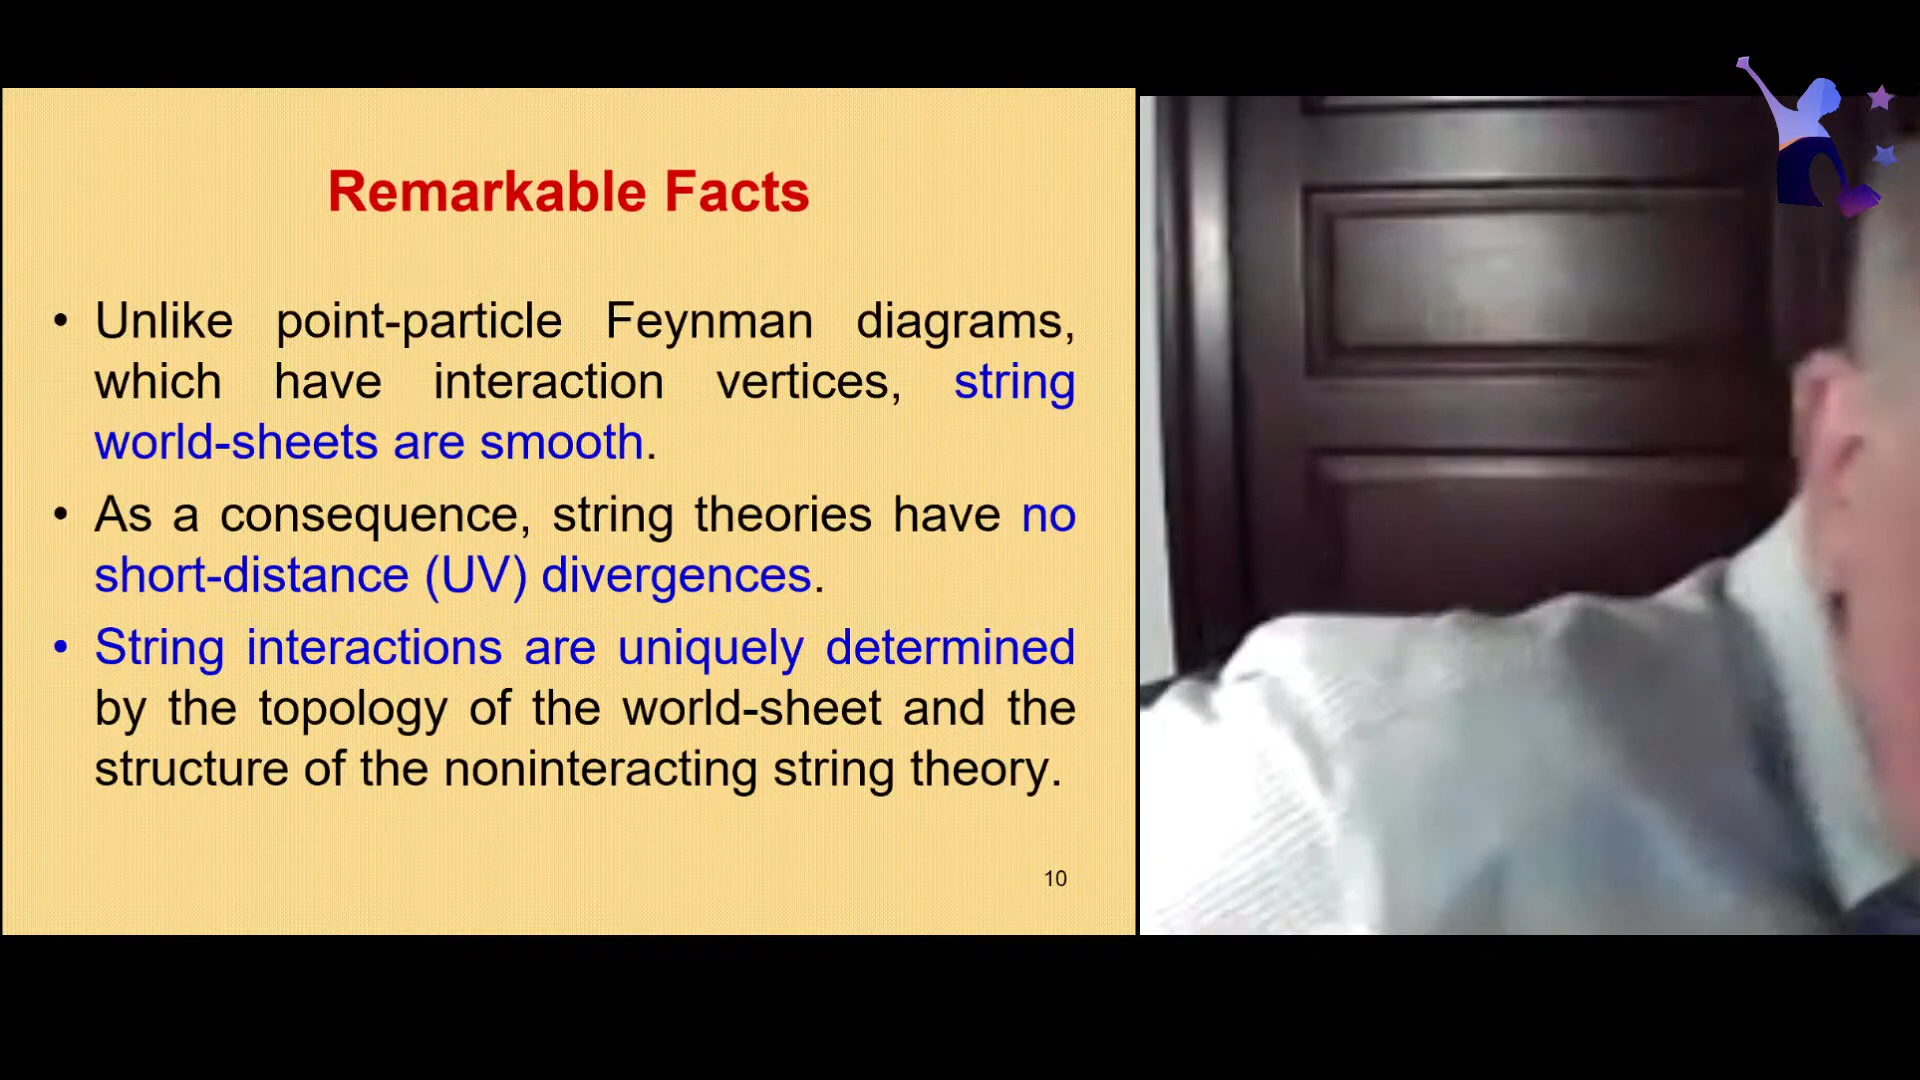 Remarkable Facts
• Unlike point-particle Feynman diagrams,
which have interaction vertices, string
world-sheets are smooth.
• As a consequence, string theories have no
short-distance (UV) divergences.
• String interactions are uniquely determined
by the topology of the world-sheet and the
structure of the noninteracting string theory.
10